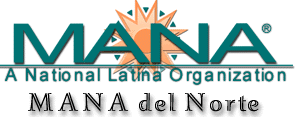 MANA®
A National Latina Organization
MANA del Norte